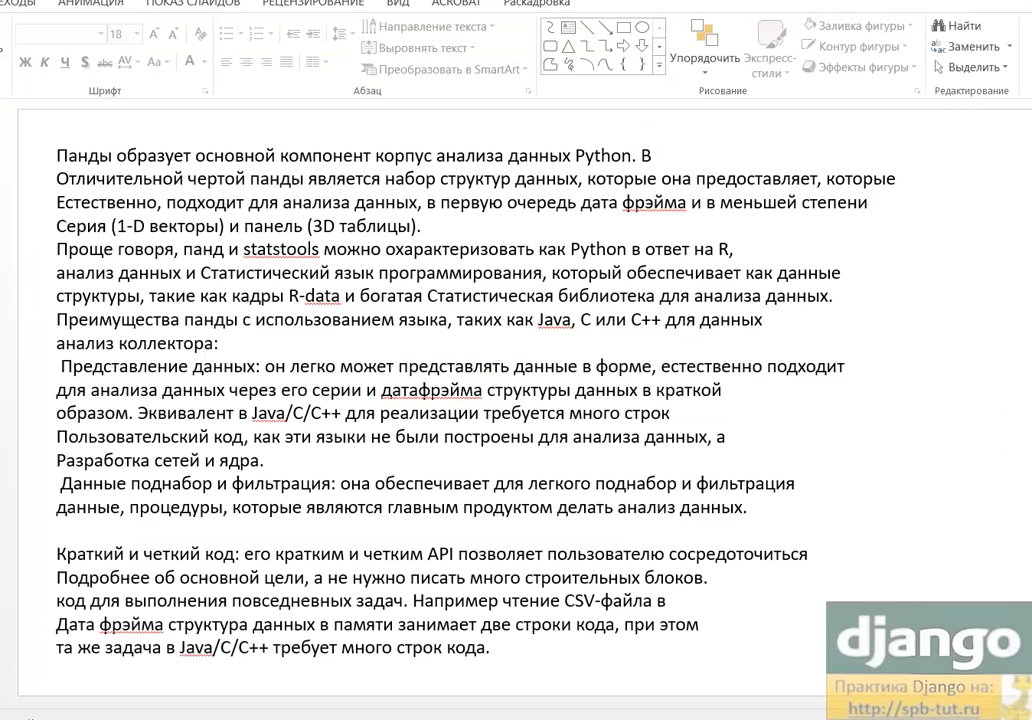 АНИМАЦИЯ ПОКАЗ СЛАЙДОВ РЕЦЕНЗИРОВАНИЕ ВИД ACROBAT Раскадровка
18 Направление текста Заливка фигуры Найти
Выровнять текст Упорядочить Экспресс-стили Контур фигуры Заменить
Ж К Ч S abc AV Aa А Преобразовать в SmartArt Эффекты фигуры Выделить
Шрифт Абзац Рисование Редактирование
Панды образует основной компонент корпус анализа данных Python. В
Отличительной чертой панды является набор структур данных, которые она предоставляет, которые
Естественно, подходит для анализа данных, в первую очередь дата фрэйма и в меньшей степени
Серия (1-D векторы) и панель (3D таблицы).
Проще говоря, панд и statstools можно охарактеризовать как Python в ответ на R,
анализ данных и Статистический язык программирования, который обеспечивает как данные
структуры, такие как кадры R-data и богатая Статистическая библиотека для анализа данных.
Преимущества панды с использованием языка, таких как Java, C или C++ для данных
анализ коллектора:
Представление данных: он легко может представлять данные в форме, естественно подходит
для анализа данных через его серии и датафрэйма структуры данных в краткой
образом. Эквивалент в Java/C/C++ для реализации требуется много строк
Пользовательский код, как эти языки не были построены для анализа данных, а
Разработка сетей и ядра.
Данные поднабор и фильтрация: она обеспечивает для легкого поднабор и фильтрация
данные, процедуры, которые являются главным продуктом делать анализ данных.
Краткий и четкий код: его кратким и четким API позволяет пользователю сосредоточиться
Подробнее об основной цели, а не нужно писать много строительных блоков.
код для выполнения повседневных задач. Например чтение CSV-файла в
Дата фрэйма структура данных в памяти занимает две строки кода, при этом
та же задача в Java/C/C++ требует много строк кода.
django
Практика Django на:
http://spb-tut.ru